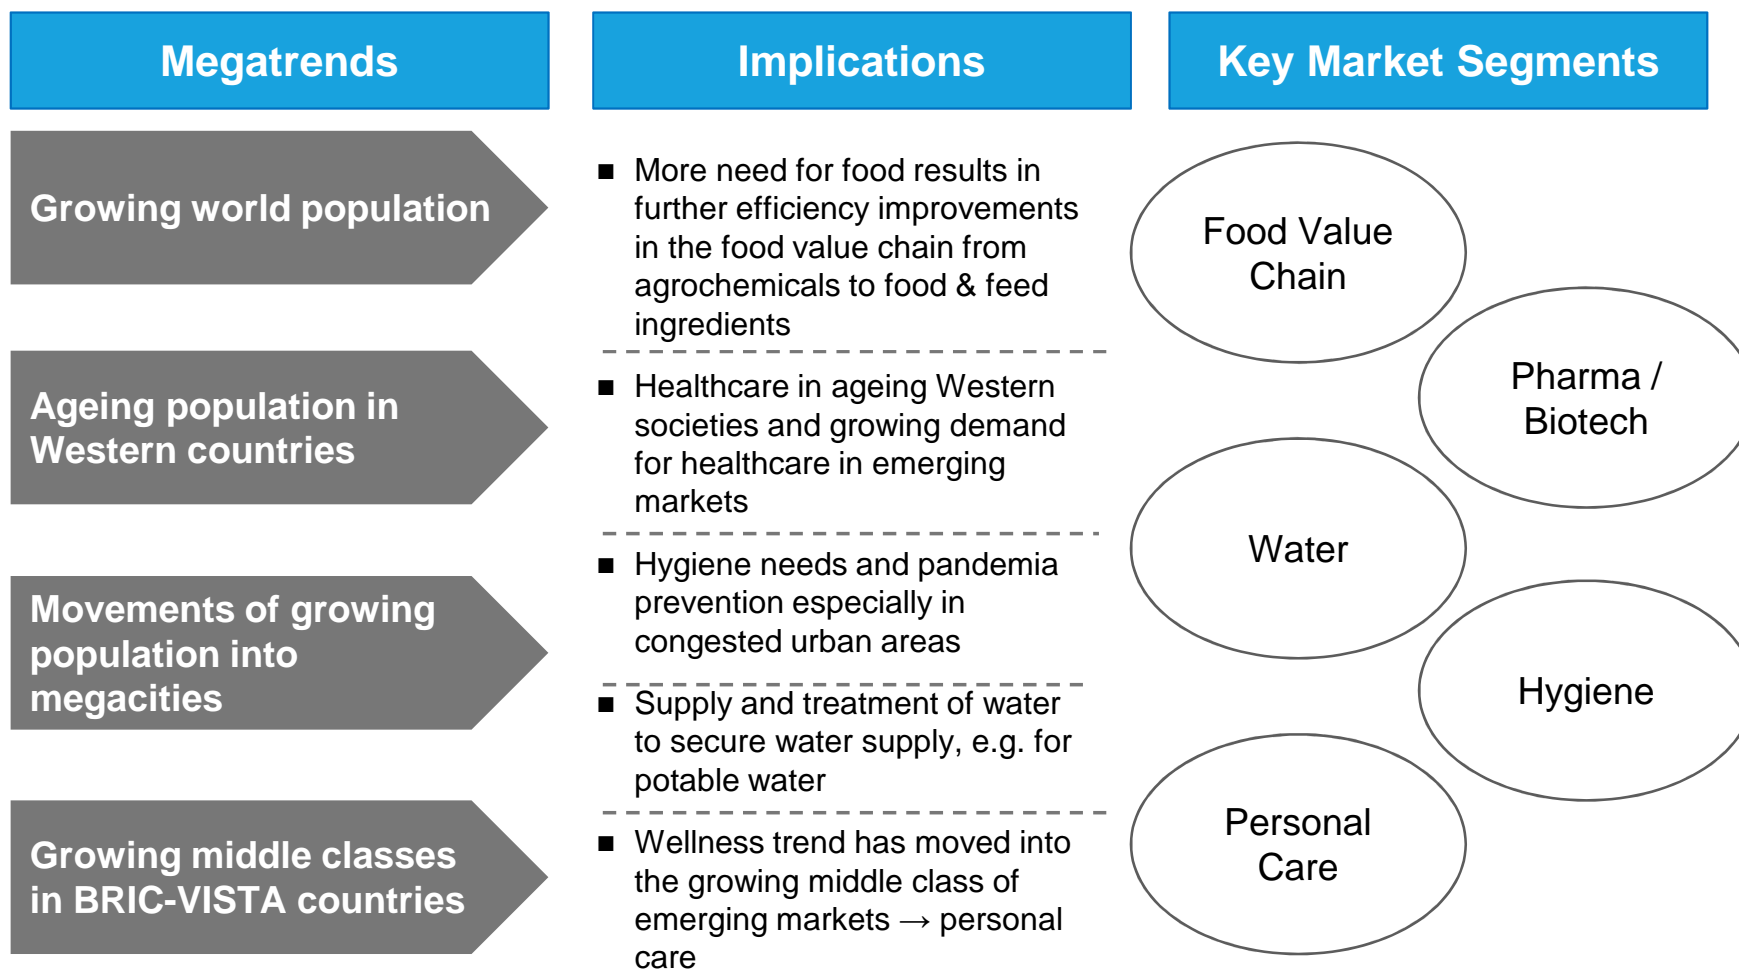 Megatrends
Implications
Key Market Segments
Growing world population
Ageing population in
Western countries
Movements of growing
population into
megacities
Growing middle classes
in BRIC-VISTA countries
■ More need for food results in
further efficiency improvements
in the food value chain from
agrochemicals to food & feed
ingredients
■ Healthcare in ageing Western
societies and growing demand
for healthcare in emerging
markets
■ Hygiene needs and pandemia
prevention especially in
congested urban areas
■ Supply and treatment of water
to secure water supply, e.g. for
potable water
■ Wellness trend has moved into
the growing middle class of
emerging markets → personal
care
Food Value
Chain
Pharma /
Biotech
Water
Hygiene
Personal
Care